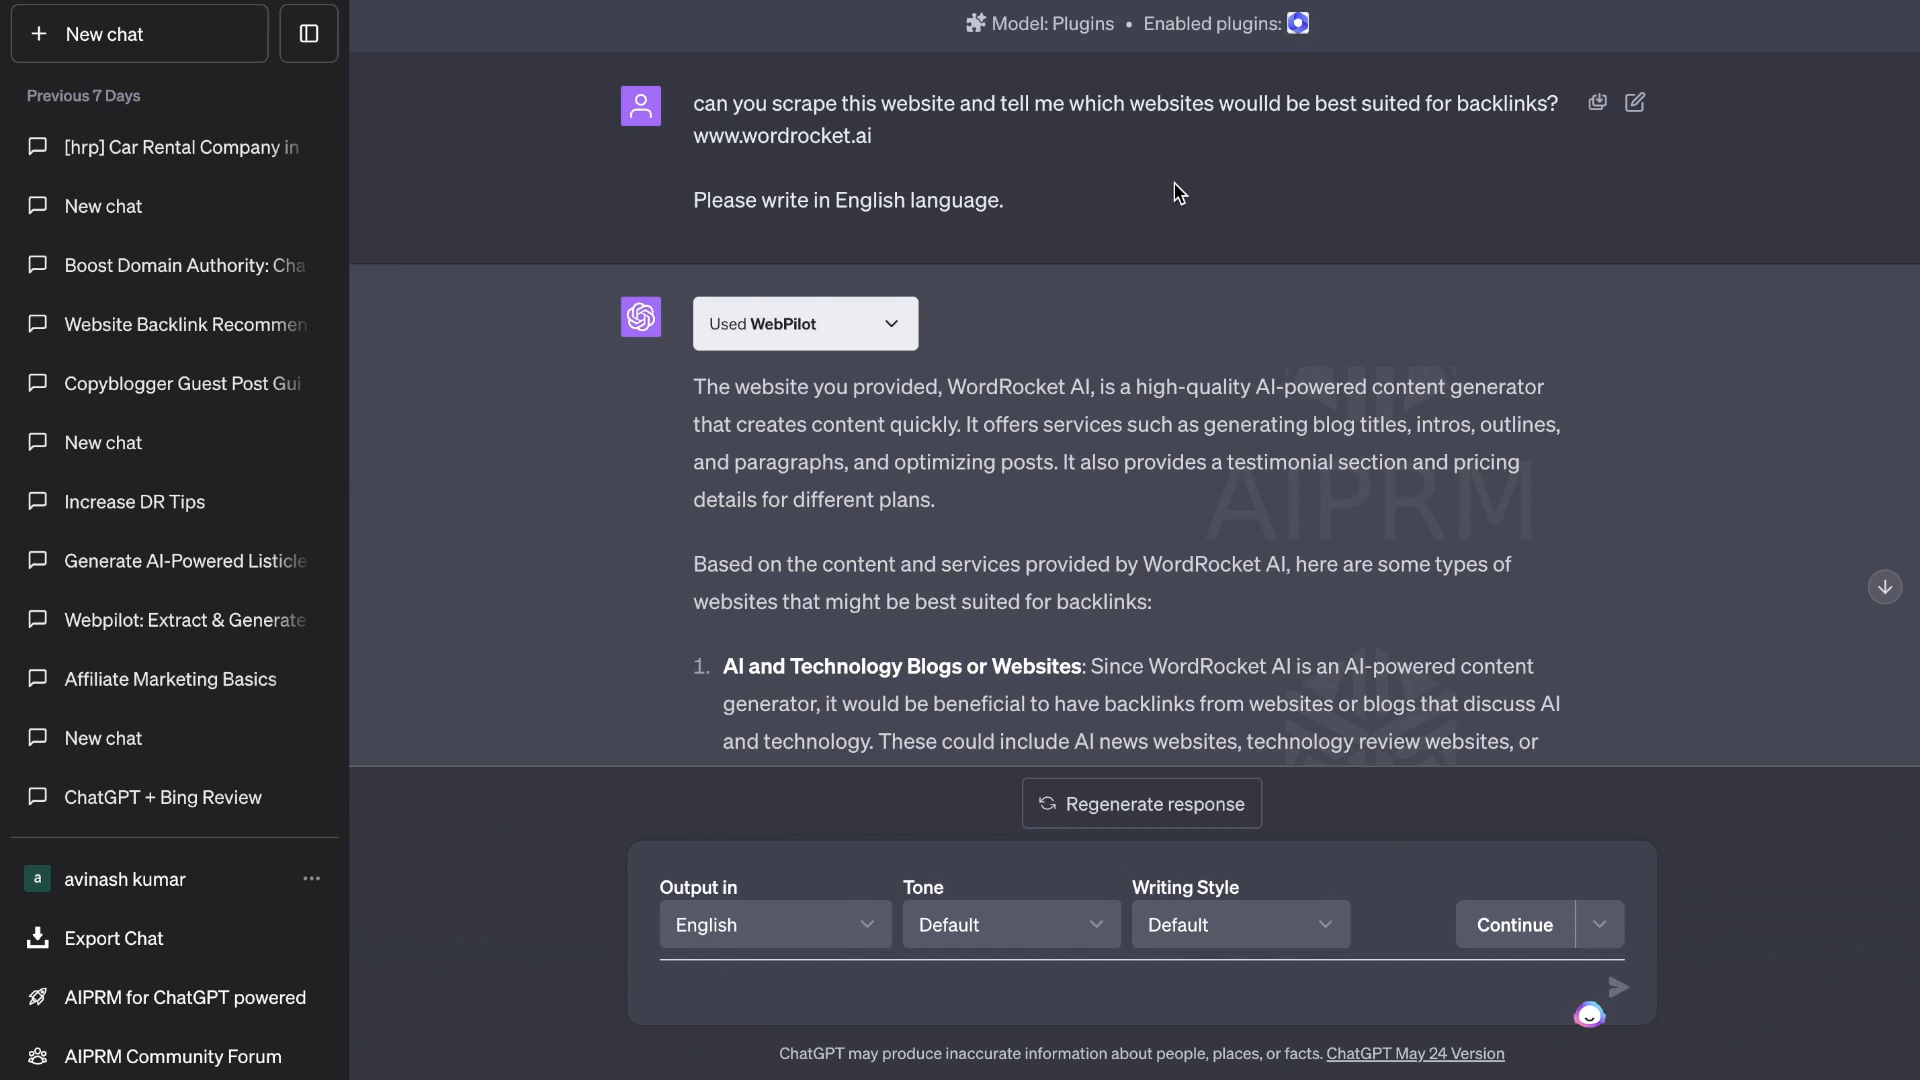 New chat
Previous 7 Days
[hrp] Car Rental Company in
New chat
Boost Domain Authority: Cha
Website Backlink Recommen
Copyblogger Guest Post Gui
New chat
Increase DR Tips
Generate AI-Powered Listicle
Webpilot: Extract & Generate
Affiliate Marketing Basics
New chat
ChatGPT + Bing Review
a avinash kumar
Export Chat
AIPRM for ChatGPT powered
AIPRM Community Forum
Model: Plugins • Enabled plugins:
can you scrape this website and tell me which websites would be best suited for backlinks?
www.wordrocket.ai
Please write in English language.
Used WebPilot
The website you provided, WordRocket AI, is a high-quality AI-powered content generator
that creates content quickly. It offers services such as generating blog titles, intros, outlines,
and paragraphs, and optimizing posts. It also provides a testimonial section and pricing
details for different plans.
AIPRM
Based on the content and services provided by WordRocket AI, here are some types of
websites that might be best suited for backlinks:
1. AI and Technology Blogs or Websites: Since WordRocket AI is an AI-powered content
generator, it would be beneficial to have backlinks from websites or blogs that discuss AI
and technology. These could include AI news websites, technology review websites, or
Regenerate response
Output in Tone Writing Style
English Default Default Continue
ChatGPT may produce inaccurate information about people, places, or facts. ChatGPT May 24 Version